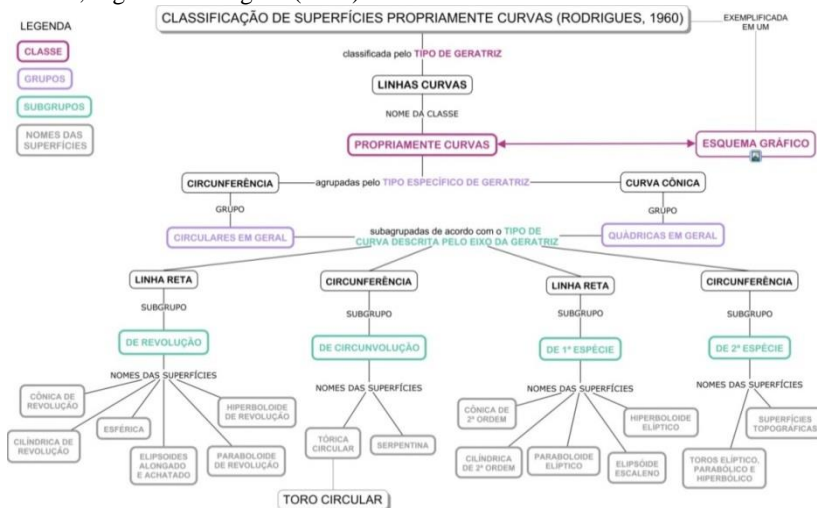 CLASSIFICAÇÃO DE SUPERFÍCIES PROPRIAMENTE CURVAS (RODRIGUES, 1960)
EXEMPLIFICADA
EM UM
LEGENDA
CLASSE
GRUPOS
SUBGRUPOS
NOMES DAS
SUPERFÍCIES
classificada pelo TIPO DE GERATRIZ
LINHAS CURVAS
NOME DA CLASSE
PROPRIAMENTE CURVAS
ESQUEMA GRÁFICO
CIRCUNFERÊNCIA
agrupadas pelo TIPO ESPECÍFICO DE GERATRIZ
CURVA CÔNICA
GRUPO
GRUPO
CIRCULARES EM GERAL
subagrupadas de acordo com o TIPO DE
CURVA DESCRITA PELO EIXO DA GERATRIZ
QUÁDRICAS EM GERAL
LINHA RETA
CIRCUNFERÊNCIA
LINHA RETA
CIRCUNFERÊNCIA
SUBGRUPO
SUBGRUPO
SUBGRUPO
SUBGRUPO
DE REVOLUÇÃO
DE CIRCUNVOLUÇÃO
DE 1ª ESPÉCIE
DE 2ª ESPÉCIE
NOMES DAS SUPERFÍCIES
NOMES DAS SUPERFÍCIES
NOMES DAS SUPERFÍCIES
NOMES DAS SUPERFÍCIES
CÔNICA DE
REVOLUÇÃO
CILÍNDRICA DE
REVOLUÇÃO
ESFÉRICA
ELIPSOIDES
ALONGADO
E ACHATADO
HIPERBOLOIDE
DE REVOLUÇÃO
PARABOLOIDE
DE REVOLUÇÃO
TÓRICA
CIRCULAR
SERPENTINA
TORO CIRCULAR
CÔNICA DE
2ª ORDEM
CILÍNDRICA
DE 2ª ORDEM
PARABOLOIDE
ELÍPTICO
HIPERBOLOIDE
ELÍPTICO
ELIPSÓIDE
ESCALENO
SUPERFÍCIES
TOPOGRÁFICAS
TOROS ELÍPTICO,
PARABÓLICO E
HIPERBÓLICO